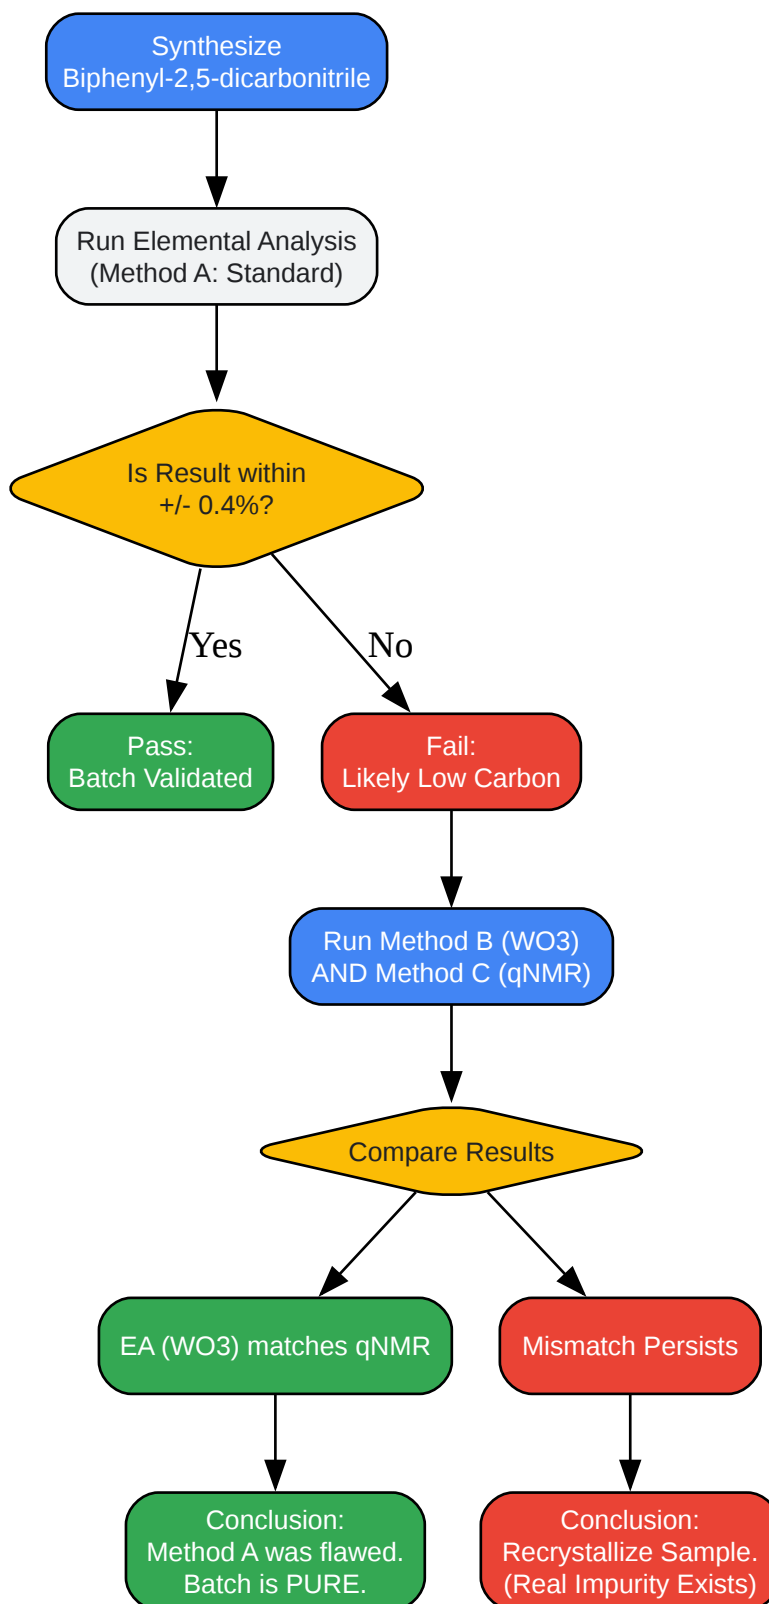 Synthesize
Biphenyl-2,5-dicarbonitrile
Run Elemental Analysis
(Method A: Standard)
Is Result within
+/- 0.4%?
Yes
No
Pass:
Batch Validated
Fail:
Likely Low Carbon
Run Method B (WO3)
AND Method C (qNMR)
Compare Results
EA (WO3) matches qNMR
Mismatch Persists
Conclusion:
Method A was flawed.
Batch is PURE.
Conclusion:
Recrystallize Sample.
(Real Impurity Exists)